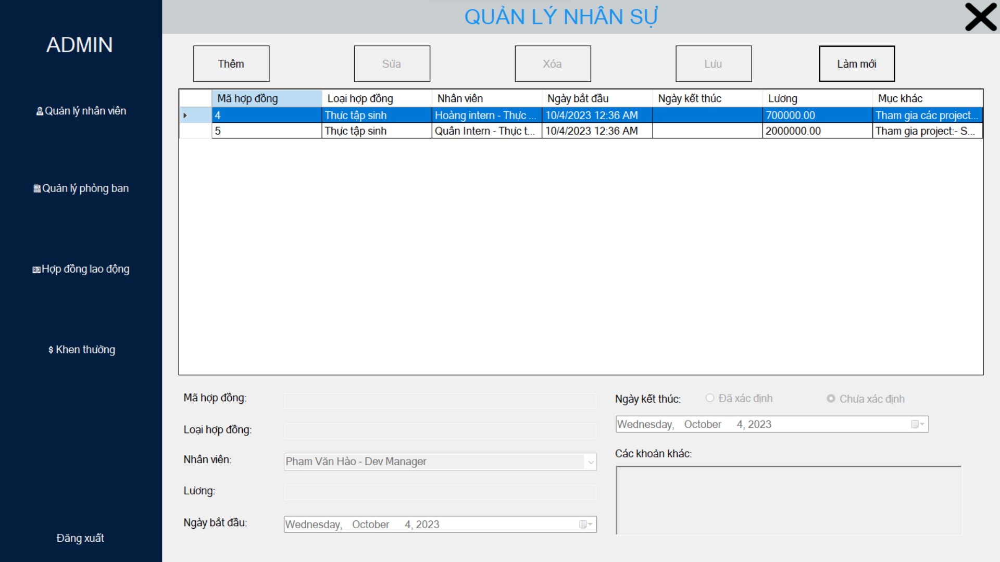 ADMIN
Quản lý nhân viên
Quản lý phòng ban
Hợp đồng lao động
$ Khen thưởng
Đăng xuất
QUẢN LÝ NHÂN SỰ
Thêm Sửa Xóa Lưu Làm mới
Mã hợp đồng Loại hợp đồng Nhân viên Ngày bắt đầu Ngày kết thúc Lương Mục khác
4 Thực tập sinh Hoàng intern - Thực ... 10/4/2023 12:36 AM 700000.00 Tham gia các project...
5 Thực tập sinh Quân Intern - Thực t... 10/4/2023 12:36 AM 2000000.00 Tham gia project:- S...
Mã hợp đồng:
Loại hợp đồng:
Nhân viên: Phạm Văn Hào - Dev Manager
Lương:
Ngày bắt đầu: Wednesday, October 4, 2023
Ngày kết thúc: Đã xác định Chưa xác định
Wednesday, October 4, 2023
Các khoản khác: